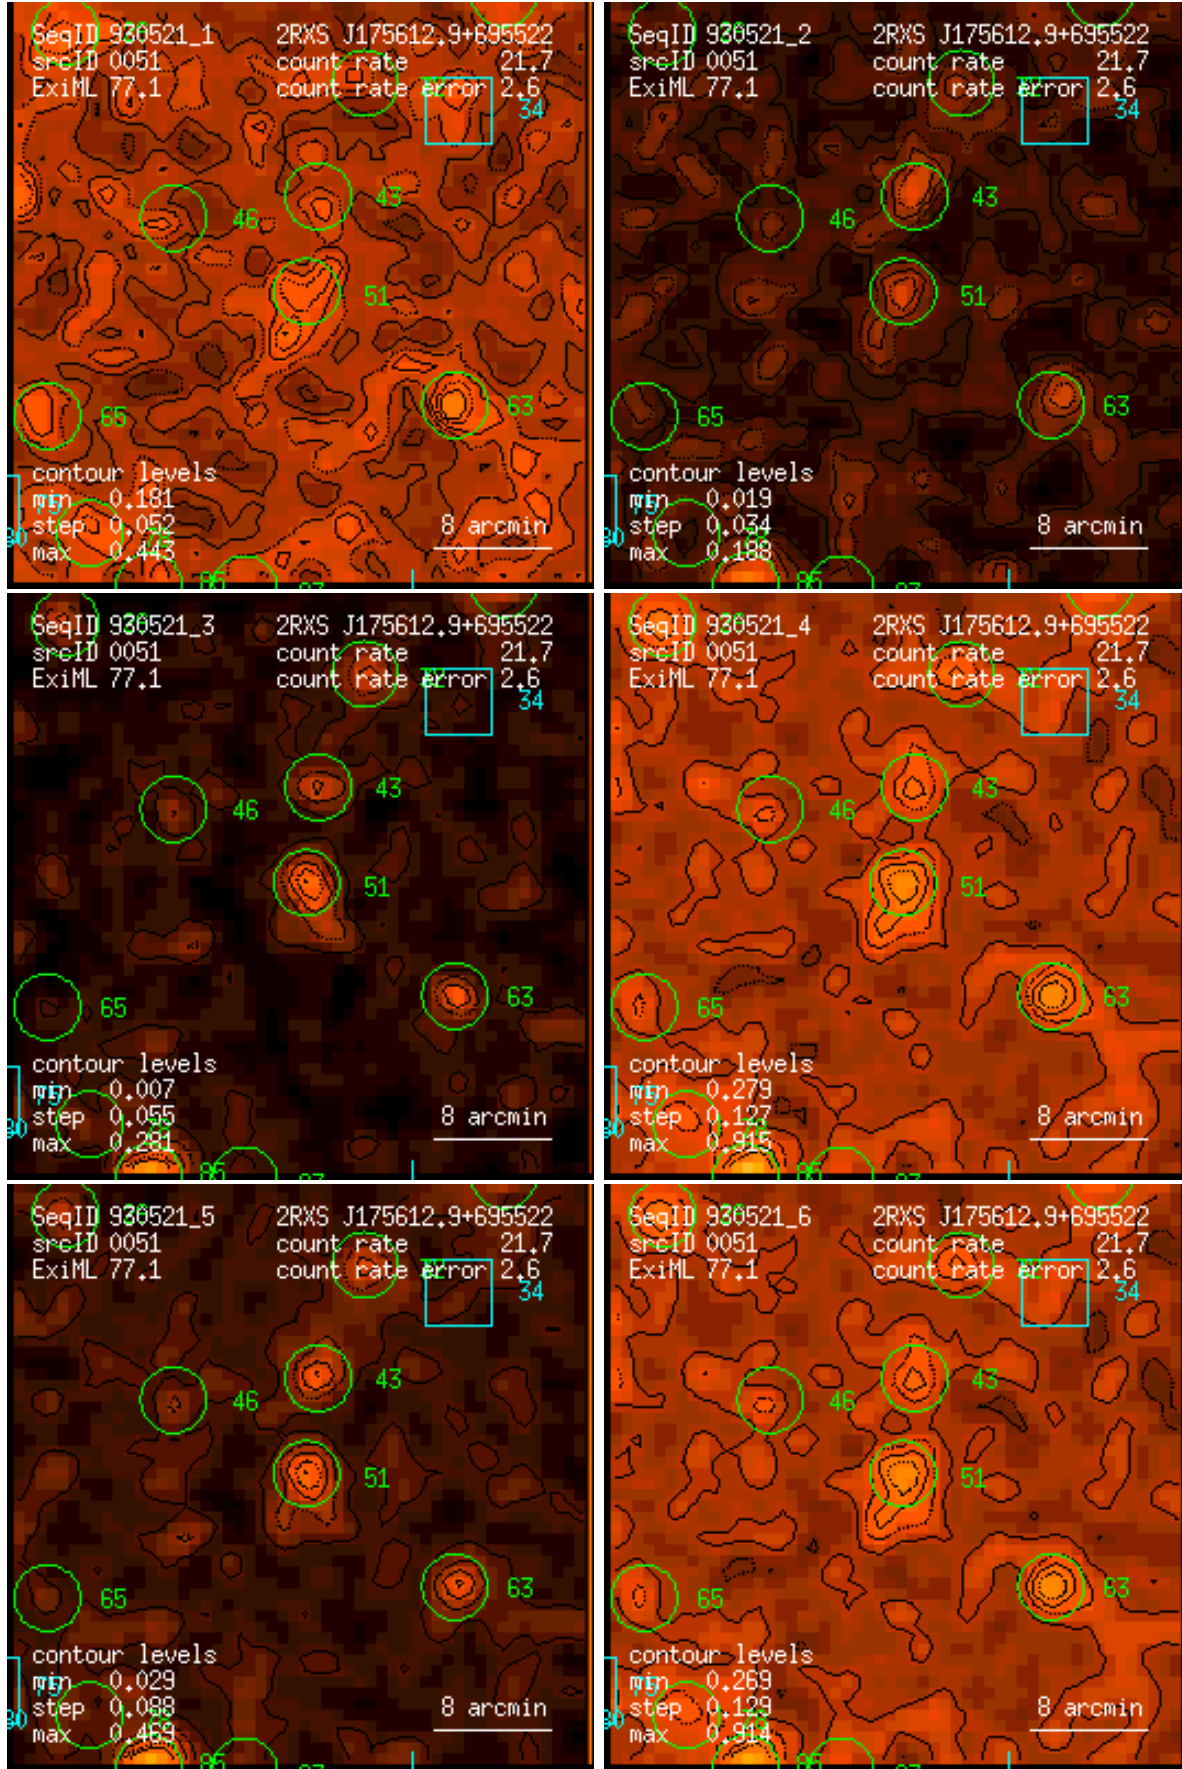 SeqID 930521_1 2RXS J175612.9+695522
srcID 0051 count rate 21.7
ExiML 77.1 count rate error 2.6
34
43
46
51
63
65
contour levels
min 0.181
step 0.052
max 0.443
8 arcmin
SeqID 930521_2 2RXS J175612.9+695522
srcID 0051 count rate 21.7
ExiML 77.1 count rate error 2.6
34
43
46
51
63
65
contour levels
min 0.019
step 0.034
max 0.188
8 arcmin
SeqID 930521_3 2RXS J175612.9+695522
srcID 0051 count rate 21.7
ExiML 77.1 count rate error 2.6
34
43
46
51
63
65
contour levels
min 0.007
step 0.055
max 0.281
8 arcmin
SeqID 930521_4 2RXS J175612.9+695522
srcID 0051 count rate 21.7
ExiML 77.1 count rate error 2.6
34
43
46
51
63
65
contour levels
min 0.279
step 0.127
max 0.915
8 arcmin
SeqID 930521_5 2RXS J175612.9+695522
srcID 0051 count rate 21.7
ExiML 77.1 count rate error 2.6
34
43
46
51
63
65
contour levels
min 0.029
step 0.088
max 0.469
8 arcmin
SeqID 930521_6 2RXS J175612.9+695522
srcID 0051 count rate 21.7
ExiML 77.1 count rate error 2.6
34
43
46
51
63
65
contour levels
min 0.269
step 0.129
max 0.914
8 arcmin